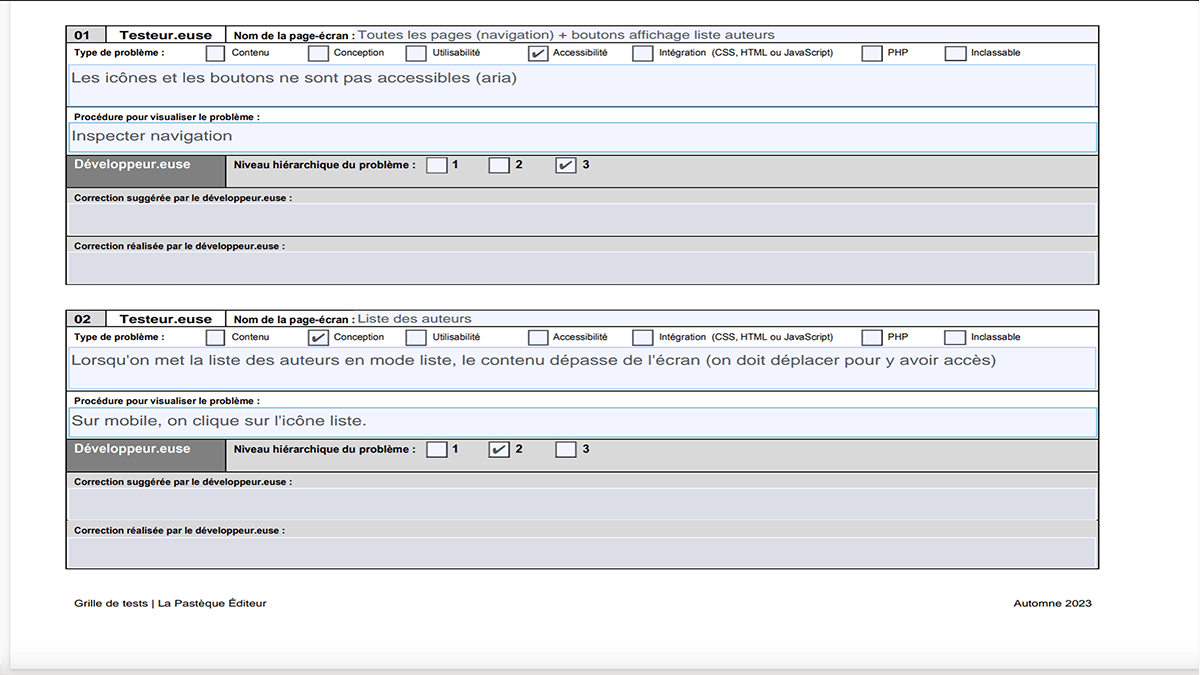 01 Testeur.euse Nom de la page-écran : Toutes les pages (navigation) + boutons affichage liste auteurs
Type de problème : Contenu Conception Utilisabilité Accessibilité Intégration (CSS, HTML ou JavaScript) PHP Inclassable
Les icônes et les boutons ne sont pas accessibles (aria)
Procédure pour visualiser le problème :
Inspecter navigation
Développeur.euse Niveau hiérarchique du problème : 1 2 3
Correction suggérée par le développeur.euse :
Correction réalisée par le développeur.euse :
02 Testeur.euse Nom de la page-écran : Liste des auteurs
Type de problème : Contenu Conception Utilisabilité Accessibilité Intégration (CSS, HTML ou JavaScript) PHP Inclassable
Lorsqu'on met la liste des auteurs en mode liste, le contenu dépasse de l'écran (on doit déplacer pour y avoir accès)
Procédure pour visualiser le problème :
Sur mobile, on clique sur l'icône liste.
Développeur.euse Niveau hiérarchique du problème : 1 2 3
Correction suggérée par le développeur.euse :
Correction réalisée par le développeur.euse :
Grille de tests | La Pastèque Éditeur Automne 2023